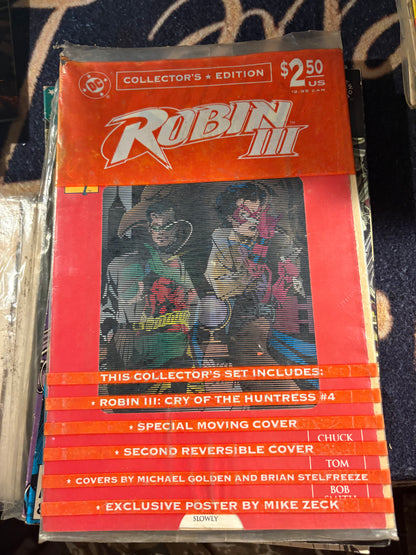 DC
COLLECTOR'S ★ EDITION
$2.50
US
ROBIN III
THIS COLLECTOR'S SET INCLUDES:
★ ROBIN III: CRY OF THE HUNTRESS #4
★ SPECIAL MOVING COVER
CHUCK
★ SECOND REVERSIBLE COVER
TOM
★ COVERS BY MICHAEL GOLDEN AND BRIAN STELFREEZE
BOB
SMITH
★ EXCLUSIVE POSTER BY MIKE ZECK
SLOWLY